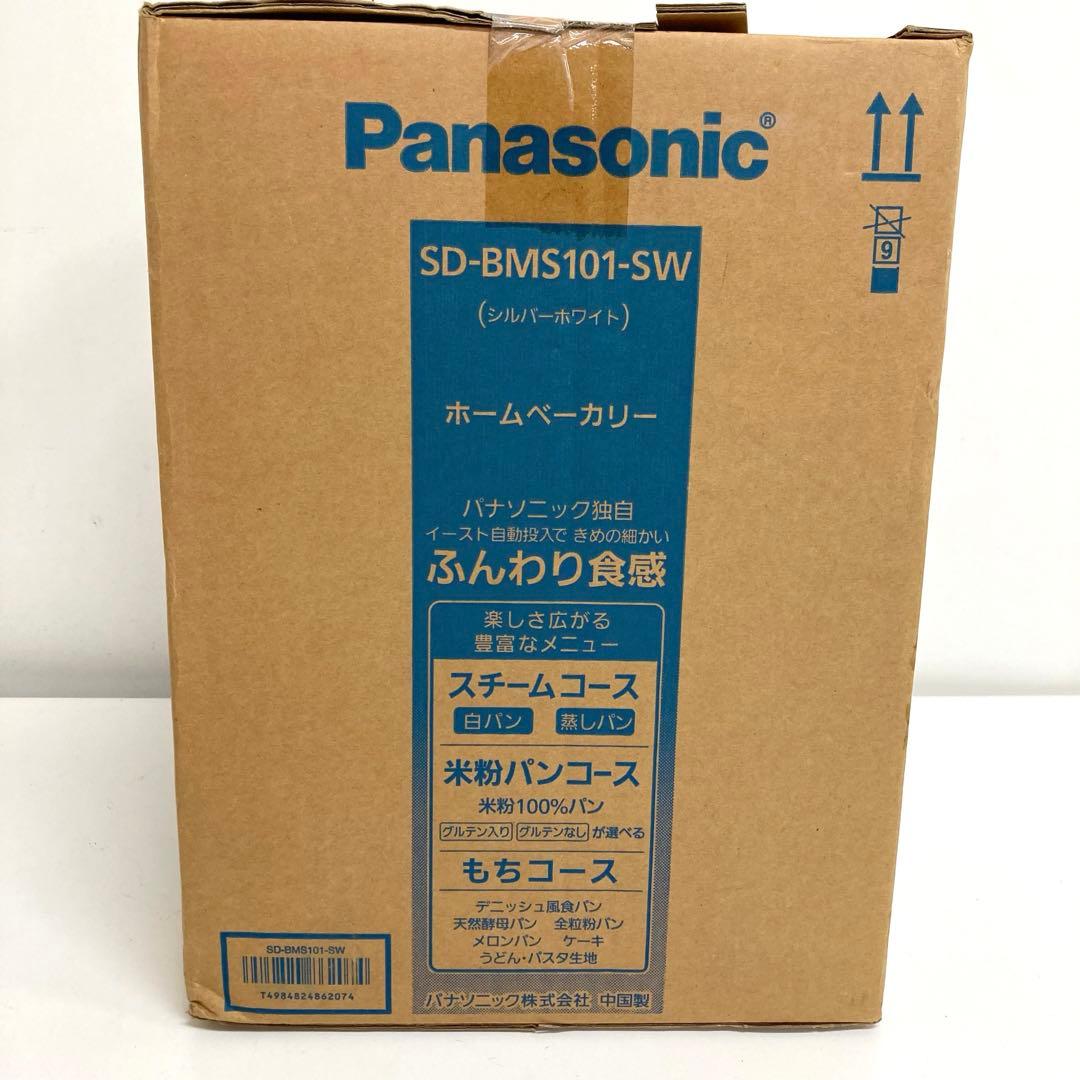 Panasonic®
9
SD-BMS101-SW
(シルバーホワイト)
ホームベーカリー
パナソニック独自
イースト自動投入で きめの細かい
ふんわり食感
楽しさ広がる
豊富なメニュー
スチームコース
白パン 蒸しパン
米粉パンコース
米粉100%パン
グルテン入り グルテンなし が選べる
もちコース
デニッシュ風食パン
天然酵母パン 全粒粉パン
メロンパン ケーキ
うどん・パスタ生地
パナソニック株式会社 中国製
SD-BMS101-SW
T4984824862074